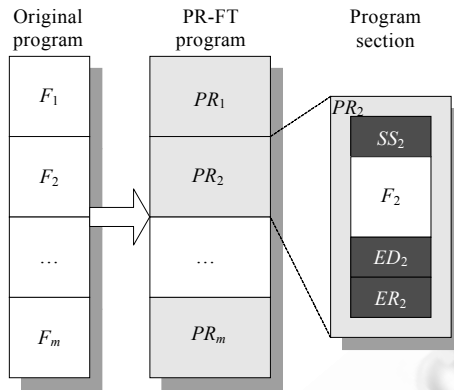 Original program
PR-FT program
Program section
F1
F2
…
Fm
PR1
PR2
…
PRm
PR2
SS2
F2
ED2
ER2